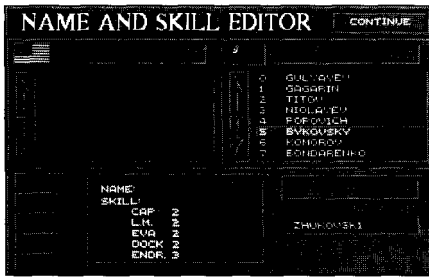 NAME AND SKILL EDITOR
CONTINUE
0 GULYAYEV
1 GAGARIN
2 TITOV
3 NIOLAYEV
4 POPOVICH
5 BYKOVSKY
6 KOMOROV
7 BONDARENKO
NAME:
SKILL:
CAP 2
L.M. 2
EVA 2
DOCK 2
ENDR. 3
ZHUKOVSKI